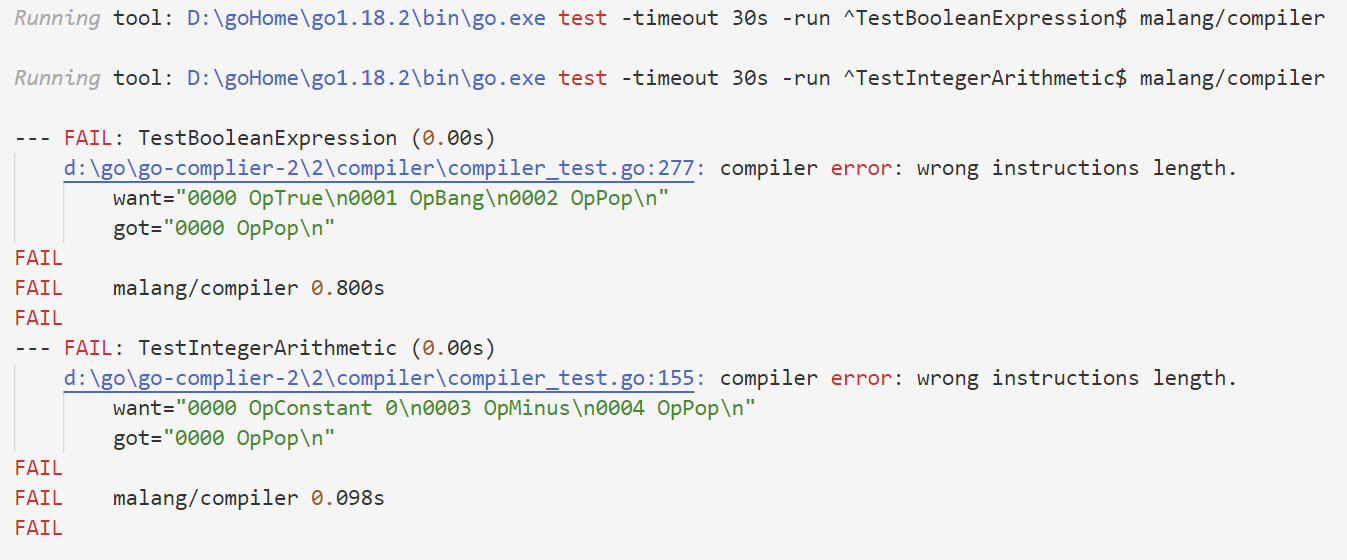 Running tool: D:\goHome\go1.18.2\bin\go.exe test -timeout 30s -run ^TestBooleanExpression$ malang/compiler
Running tool: D:\goHome\go1.18.2\bin\go.exe test -timeout 30s -run ^TestIntegerArithmetic$ malang/compiler
--- FAIL: TestBooleanExpression (0.00s)
d:\go\go-complier-2\2\compiler\compiler_test.go:277: compiler error: wrong instructions length.
want="0000 OpTrue\n0001 OpBang\n0002 OpPop\n"
got="0000 OpPop\n"
FAIL
FAIL malang/compiler 0.800s
FAIL
--- FAIL: TestIntegerArithmetic (0.00s)
d:\go\go-complier-2\2\compiler\compiler_test.go:155: compiler error: wrong instructions length.
want="0000 OpConstant 0\n0003 OpMinus\n0004 OpPop\n"
got="0000 OpPop\n"
FAIL
FAIL malang/compiler 0.098s
FAIL